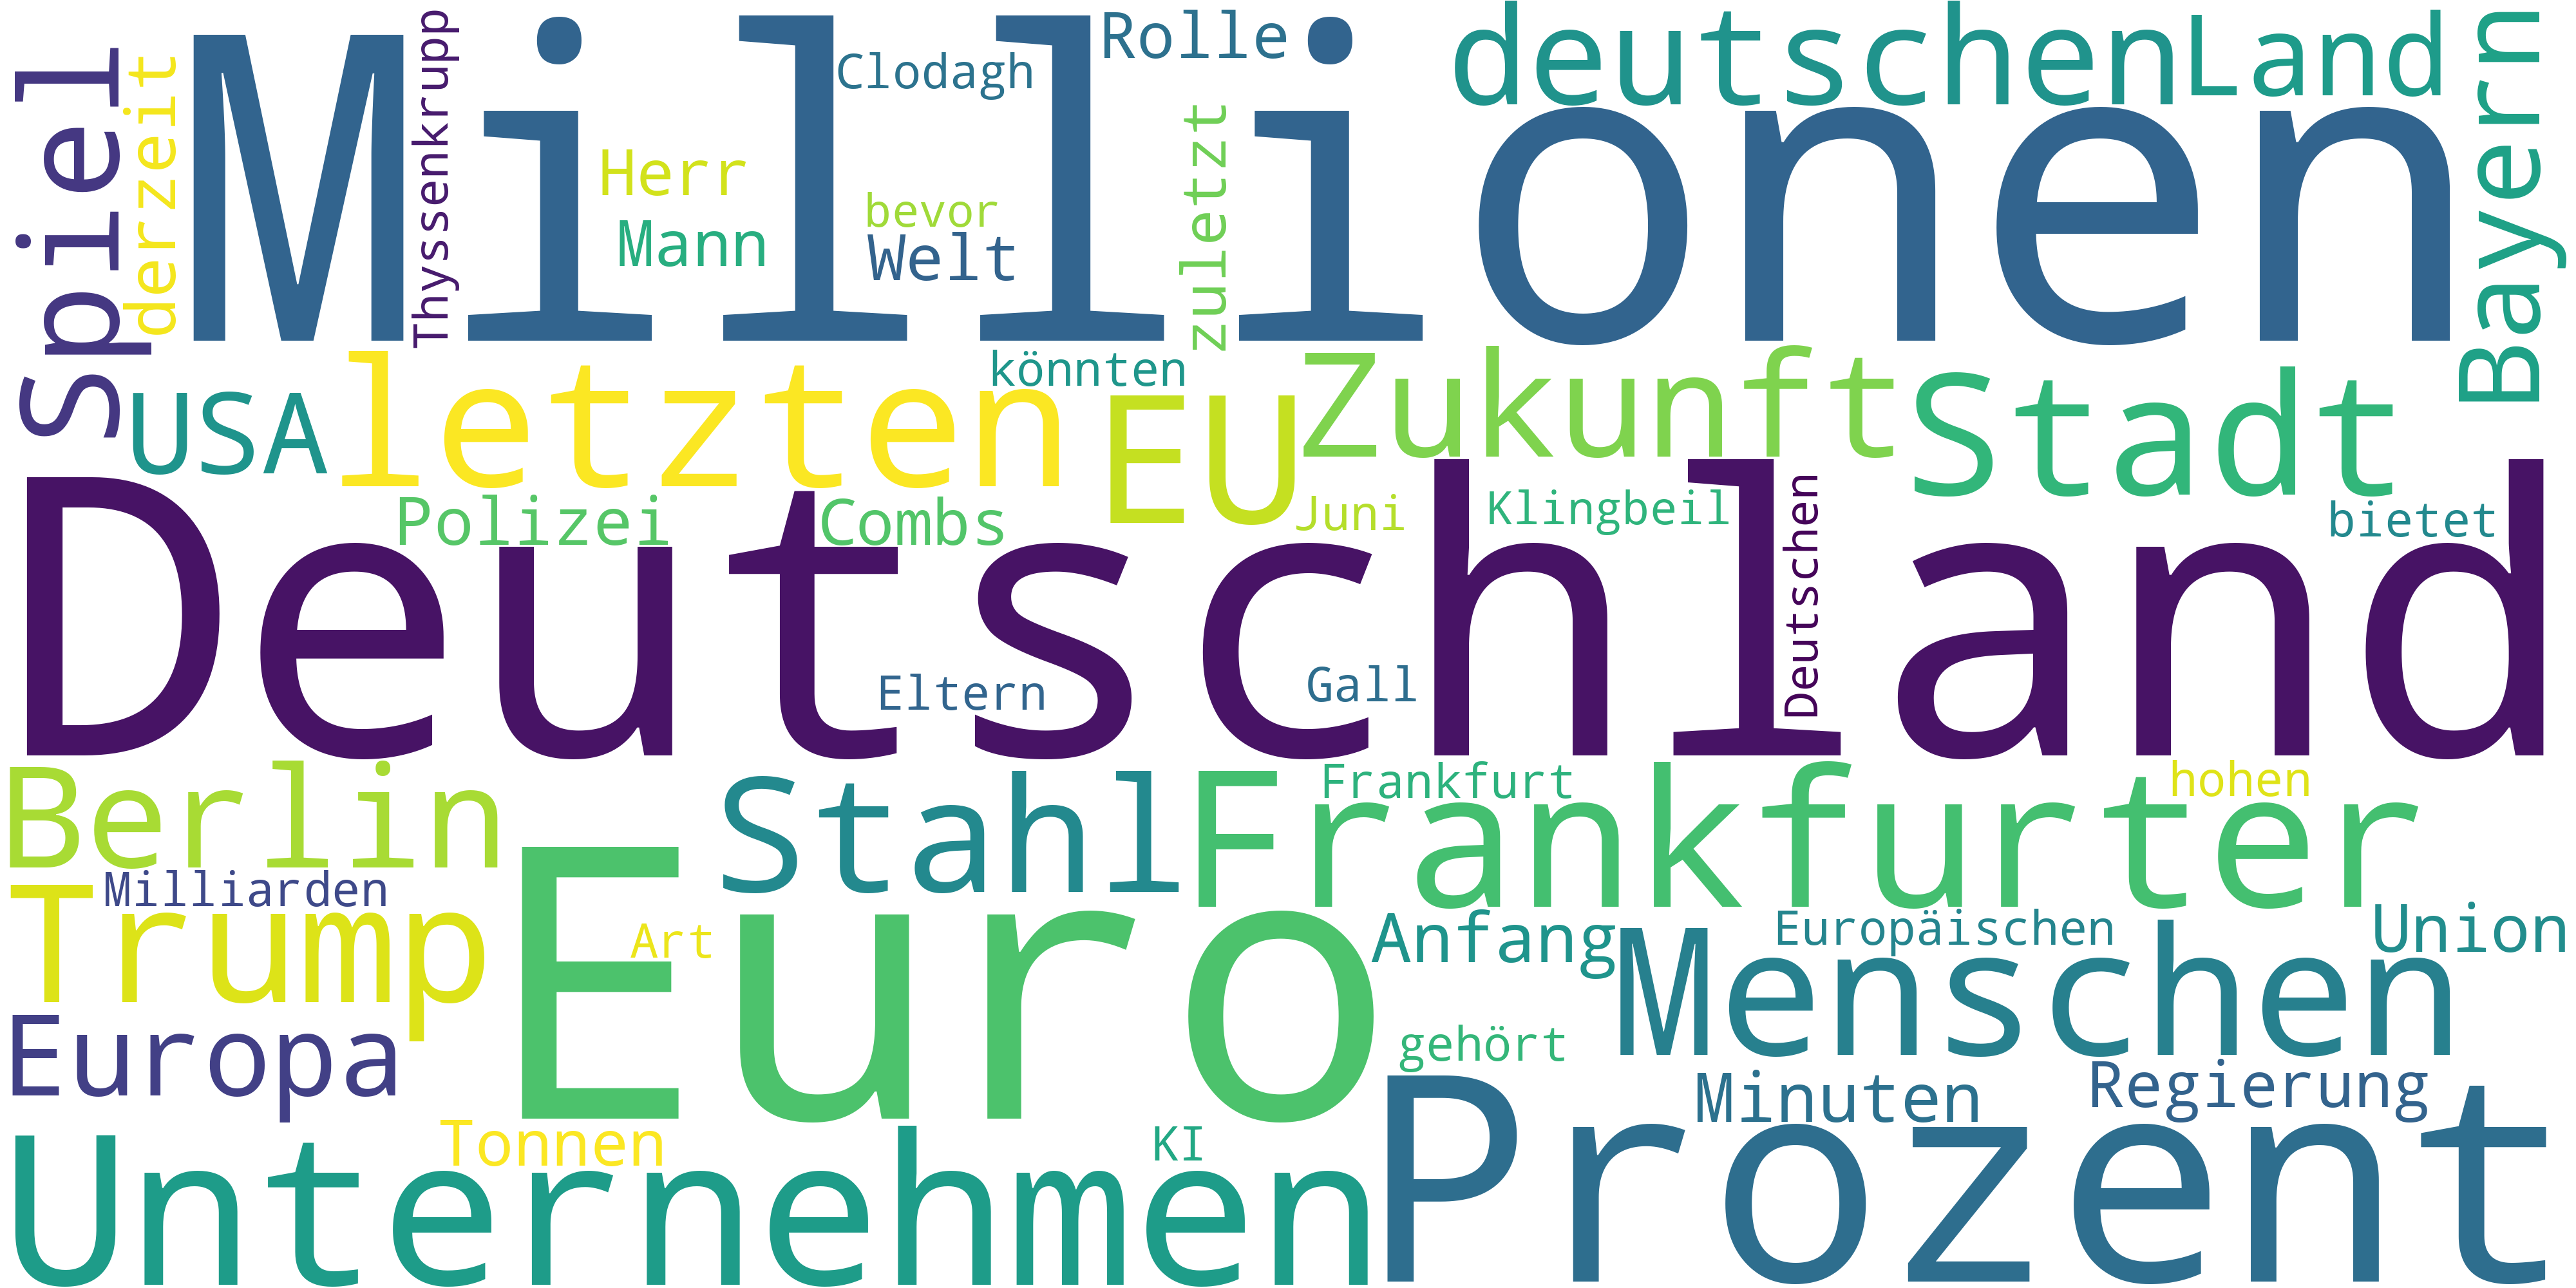 Millionen
Spiel
derzeit
Thyssenkrupp
Clodagh
Rolle
deutschen
Land
Bayern
Herr
Mann
bevor
Welt
zuletzt
USA
letzten
könnten
EU
Zukunft
Stadt
Polizei
Combs
Juni
Klingbeil
Deutschen
bietet
Deutschland
Eltern
Gall
Berlin
Stahl
Frankfurt
Frankfurter
hohen
Milliarden
Trump
Euro
Art
Anfang
Europäischen
Union
Menschen
Europa
gehört
Minuten
Regierung
Tonnen
KI
Unternehmen
Prozent